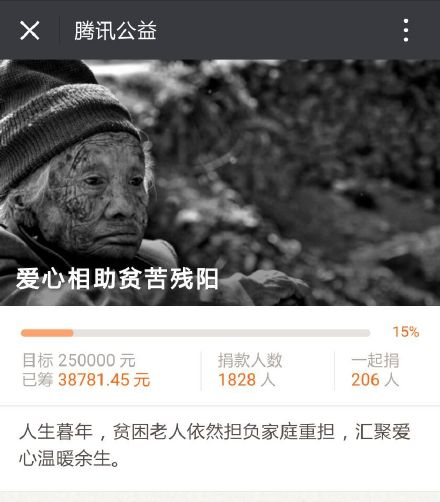 腾讯公益
爱心相助贫苦残阳
15%
目标 250000 元
已筹 38781.45 元
捐款人数
1828 人
一起捐
206 人
人生暮年，贫困老人依然担负家庭重担，汇聚爱
心温暖余生。